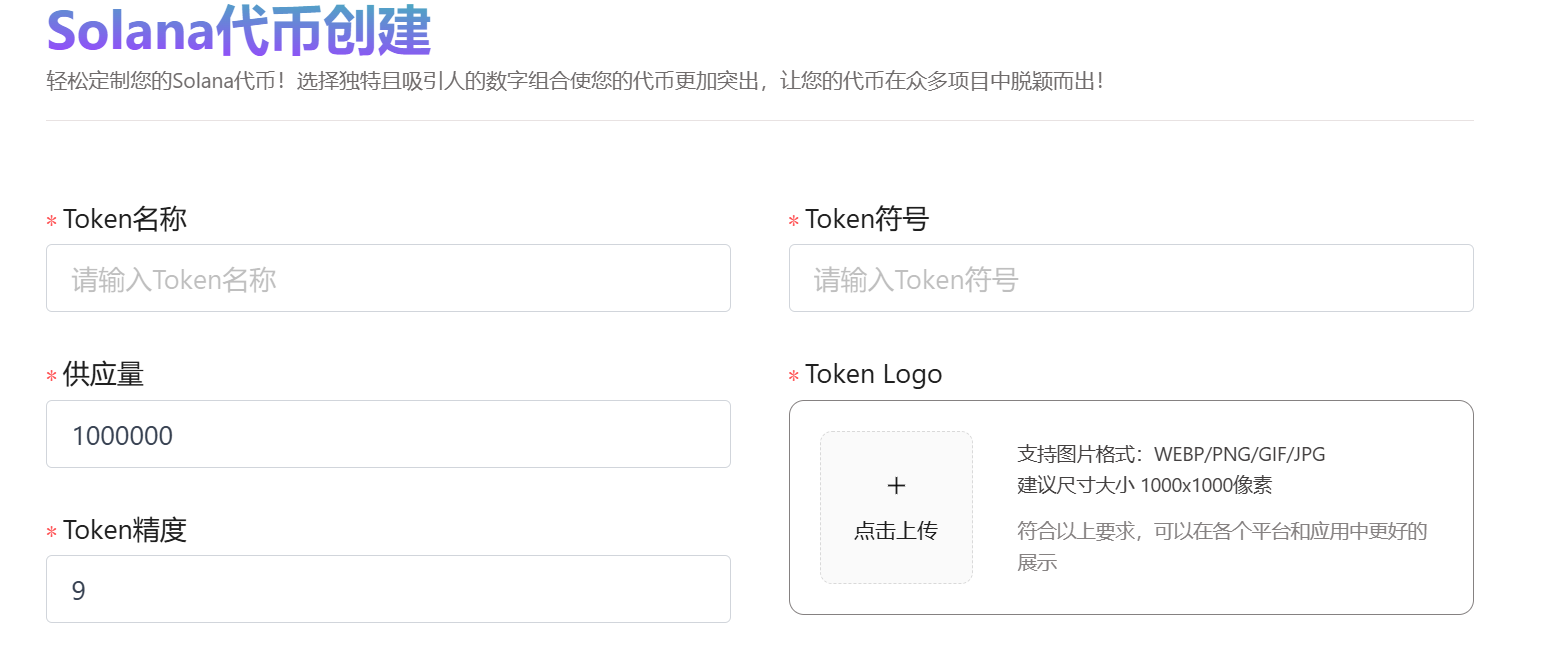 Solana代币创建
轻松定制您的Solana代币！选择独特且吸引人的数字组合使您的代币更加突出，让您的代币在众多项目中脱颖而出！
* Token名称
请输入Token名称
* Token符号
请输入Token符号
* 供应量
1000000
* Token精度
9
* Token Logo
+
点击上传
支持图片格式：WEBP/PNG/GIF/JPG
建议尺寸大小 1000x1000像素
符合以上要求，可以在各个平台和应用中更好的
展示